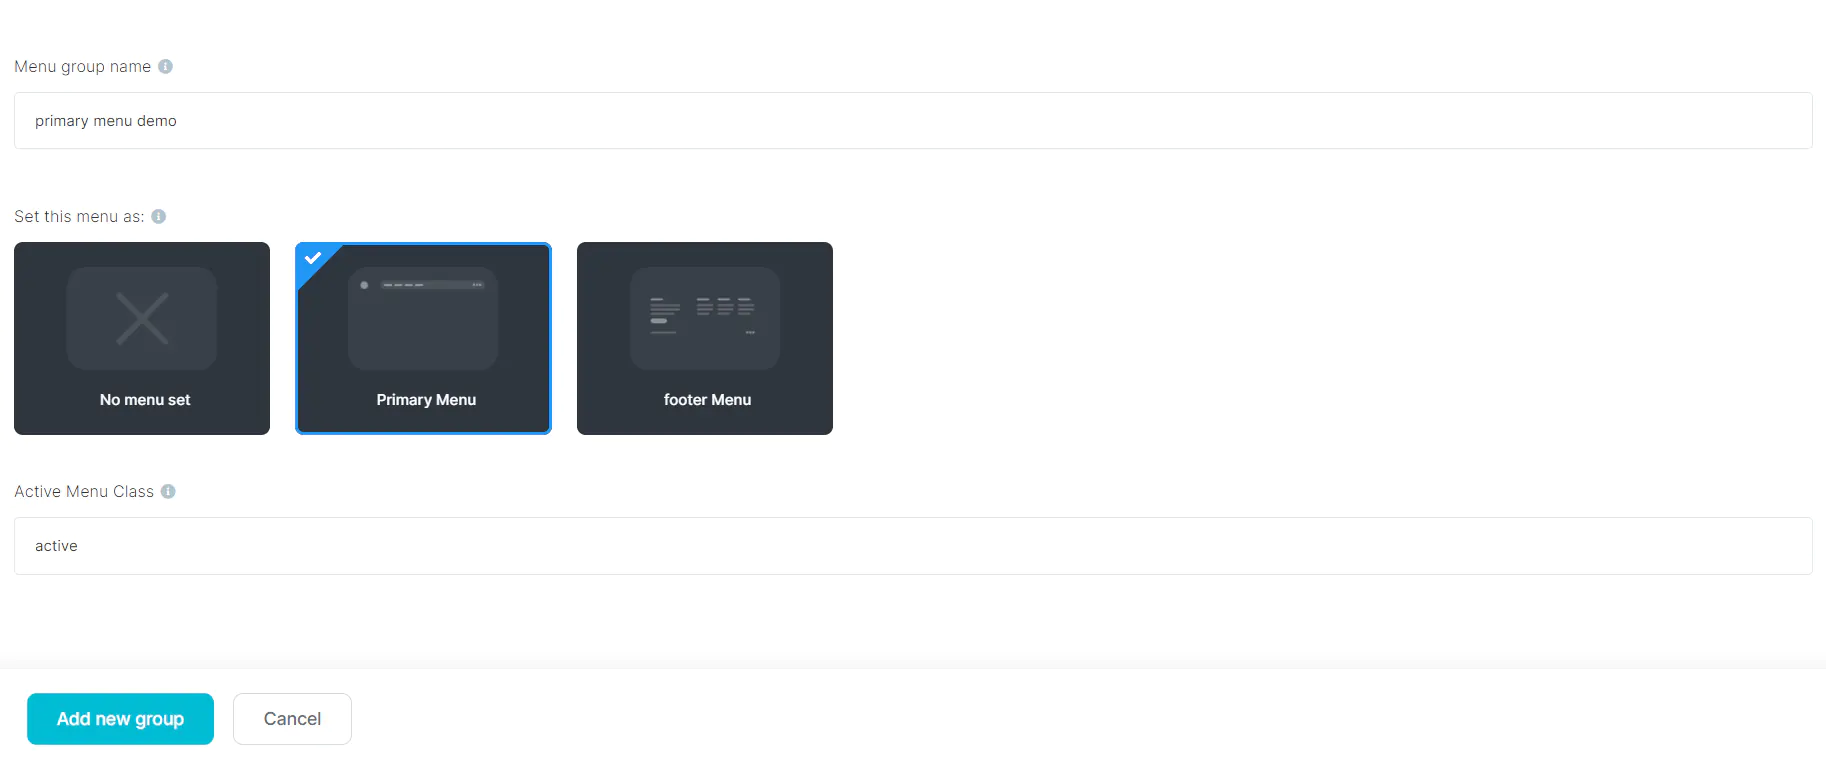 Menu group name
primary menu demo
Set this menu as:
No menu set
Primary Menu
footer Menu
Active Menu Class
active
Add new group
Cancel